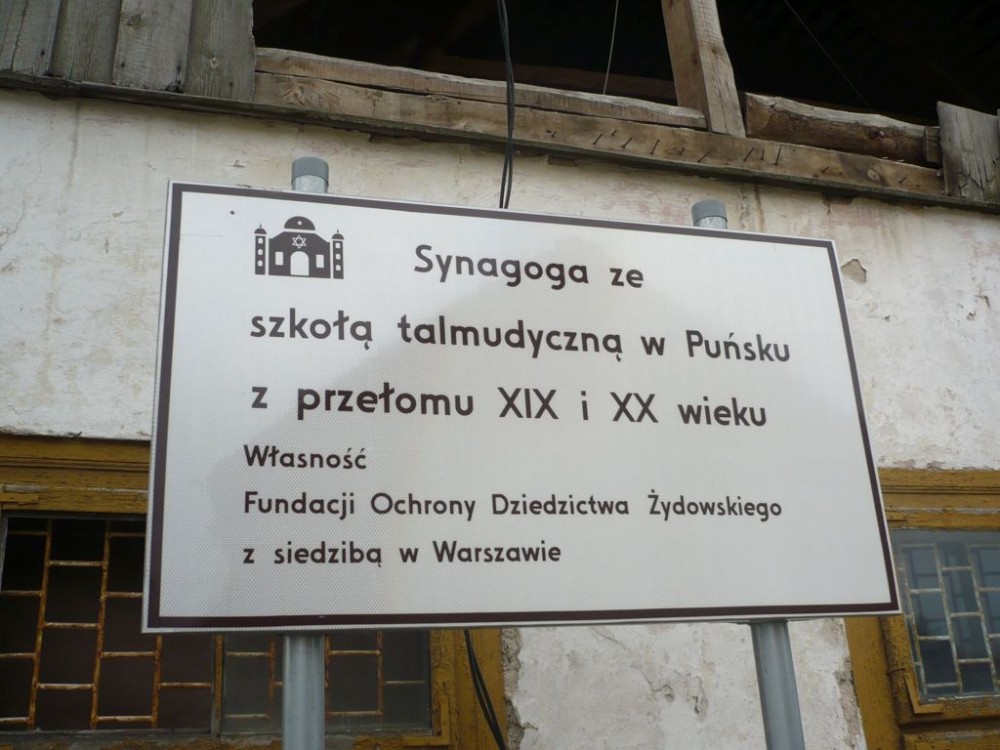 Synagoga ze
szkołą talmudyczną w Puńsku
z przełomu XIX i XX wieku
Własność
Fundacji Ochrony Dziedzictwa Żydowskiego
z siedzibą w Warszawie